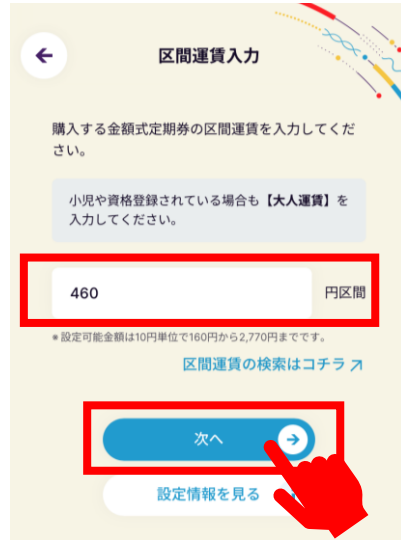 区間運賃入力
購入する金額式定期券の区間運賃を入力してくだ
さい。
小児や資格登録されている場合も【大人運賃】を
入力してください。
460 円区間
※設定可能金額は10円単位で160円から2,770円までです。
区間運賃の検索はコチラ
次へ
設定情報を見る